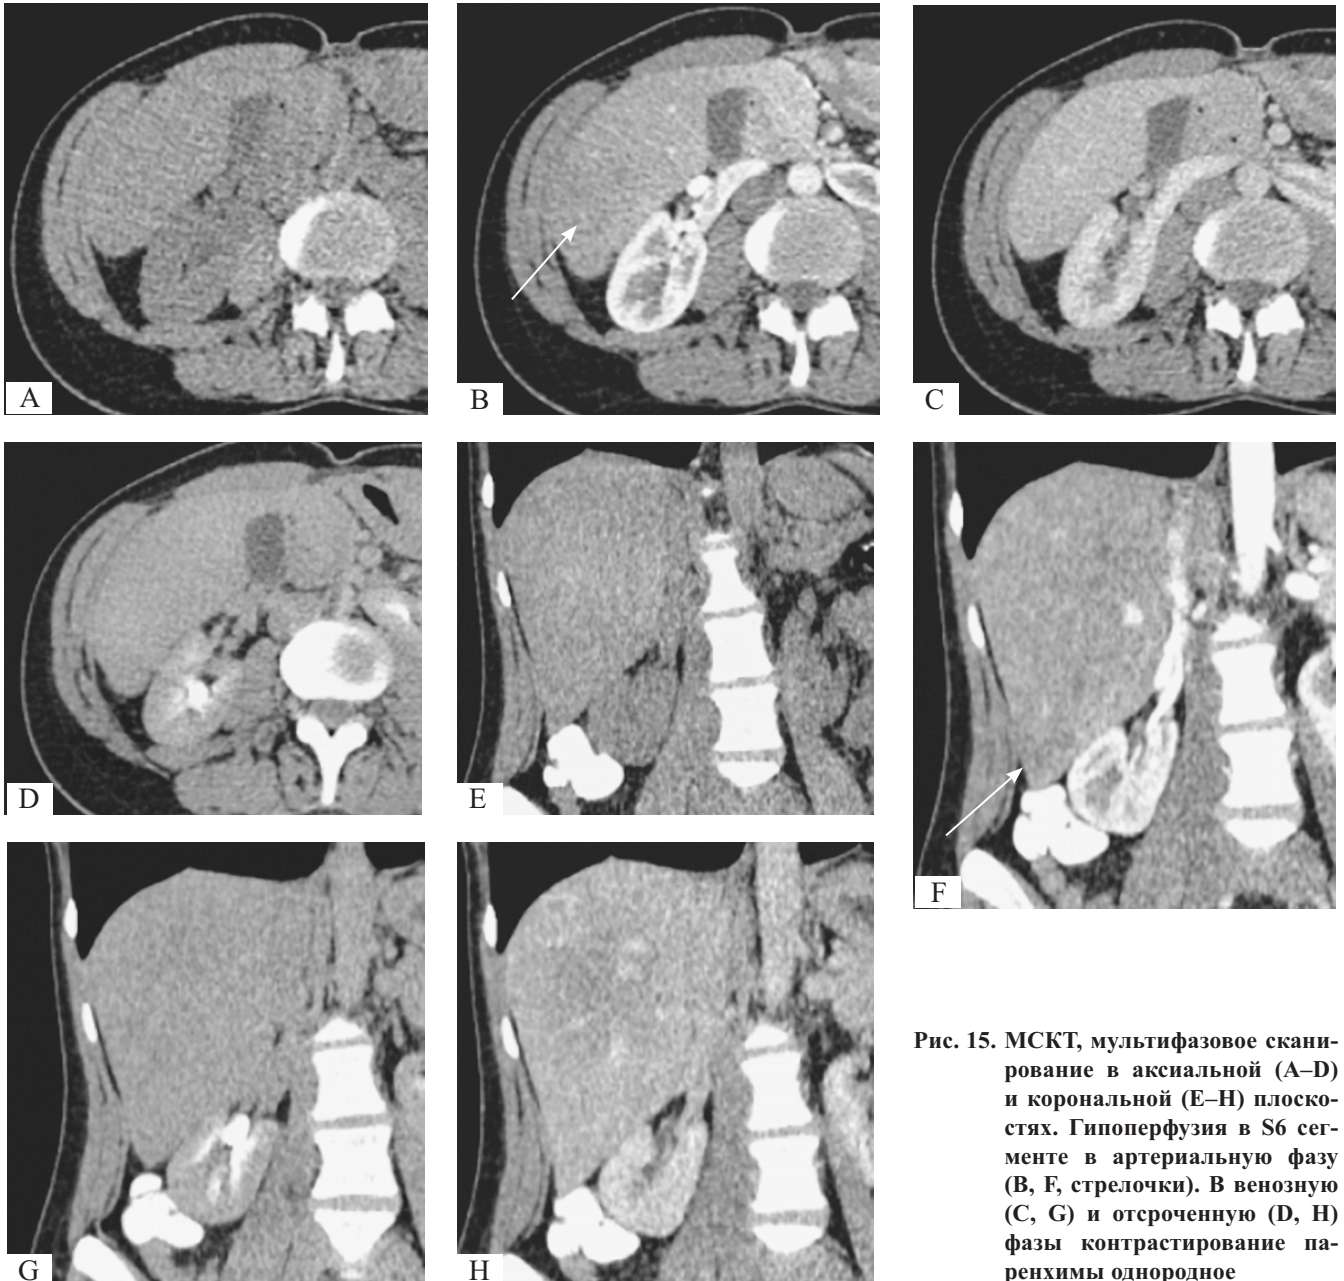 A
B
C
D
E
F
G
H
Рис. 15. МСКТ, мультифазовое скани-
рование в аксиальной (A–D)
и корональной (E–H) плоско-
стях. Гипоперфузия в S6 сег-
менте в артериальную фазу
(B, F, стрелочки). В венозную
(C, G) и отсроченную (D, H)
фазы контрастирование па-
ренхимы однородное